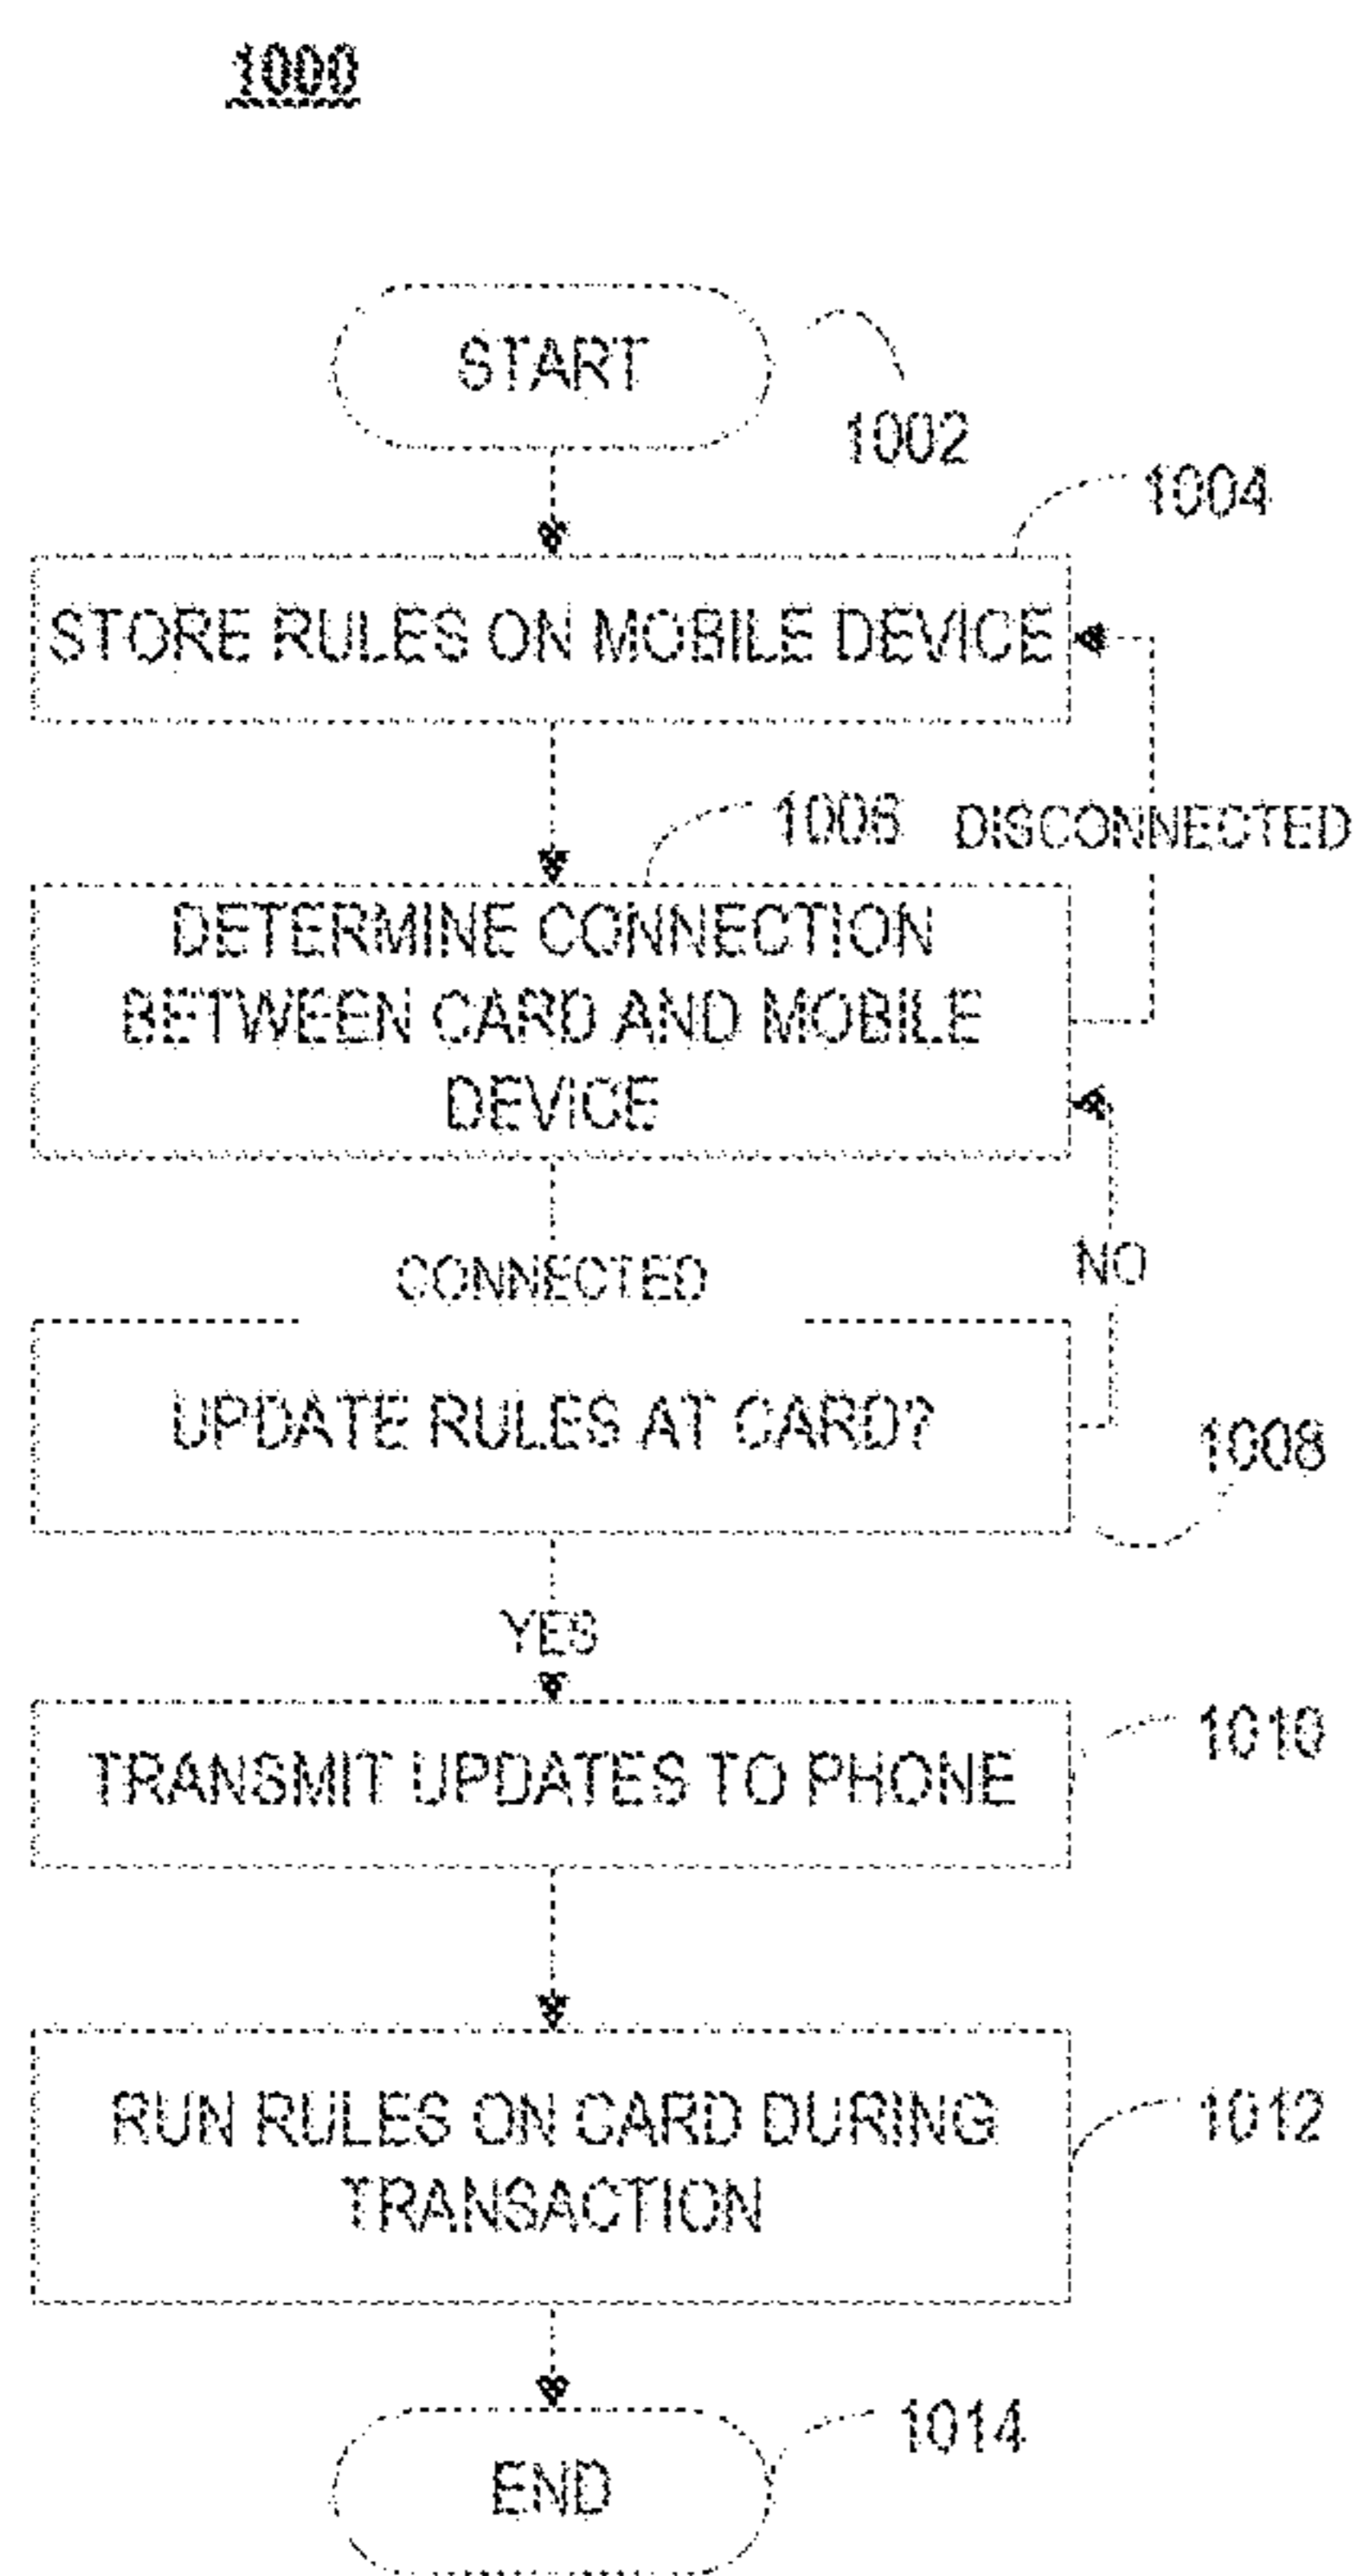 1000
START
1002
1004
STORE RULES ON MOBILE DEVICE
1006
DISCONNECTED
DETERMINE CONNECTION
BETWEEN CARD AND MOBILE
DEVICE
CONNECTED
NO
UPDATE RULES AT CARD?
1008
YES
TRANSMIT UPDATES TO PHONE
1010
RUN RULES ON CARD DURING
TRANSACTION
1012
END
1014